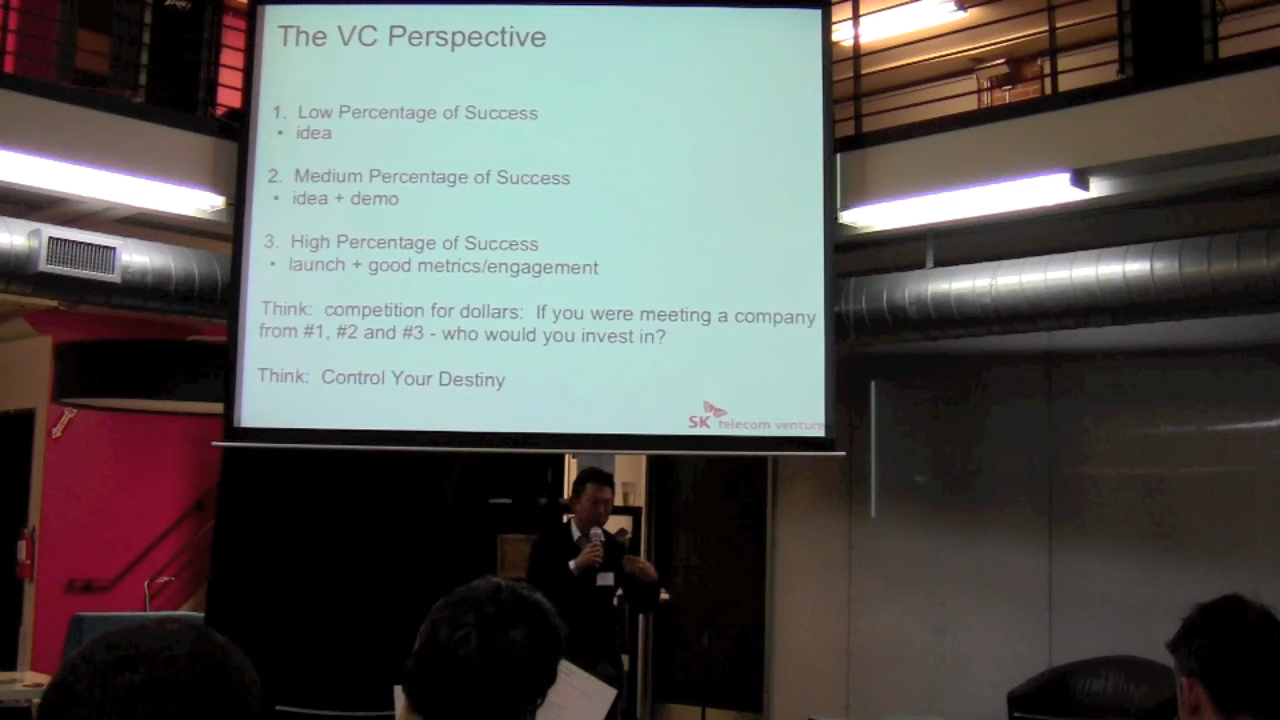 The VC Perspective
1. Low Percentage of Success
• idea
2. Medium Percentage of Success
• idea + demo
3. High Percentage of Success
• launch + good metrics/engagement
Think: competition for dollars: If you were meeting a company
from #1, #2 and #3 - who would you invest in?
Think: Control Your Destiny
SK telecom venture